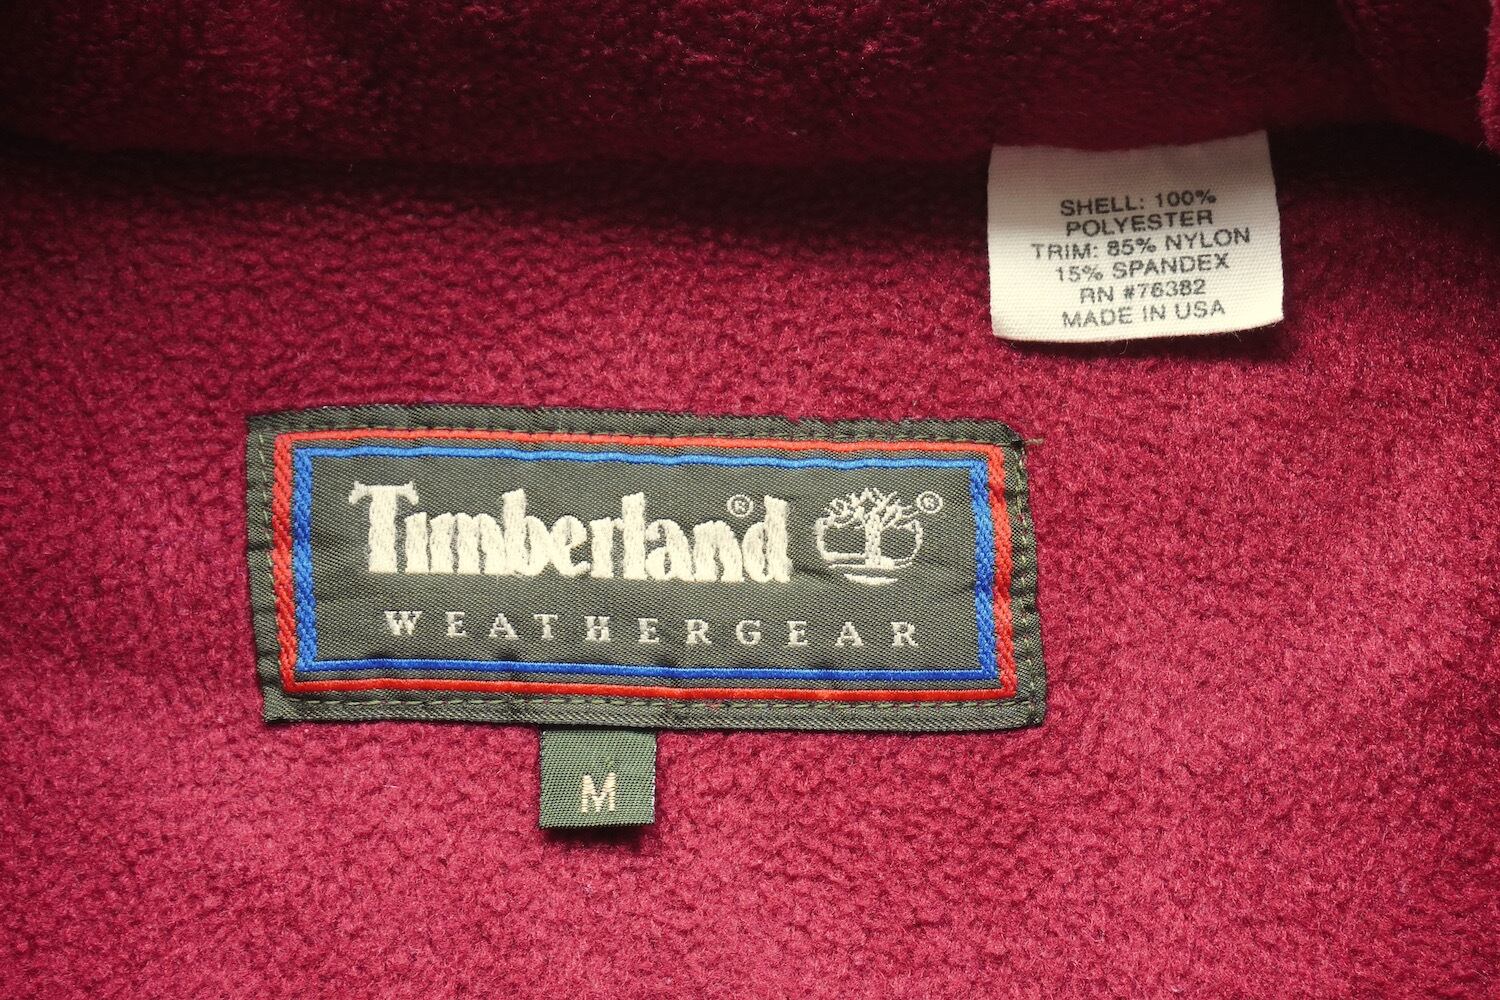 SHELL: 100%
POLYESTER
TRIM: 85% NYLON
15% SPANDEX
RN #76382
MADE IN USA
Timberland® ®
WEATHERGEAR
M